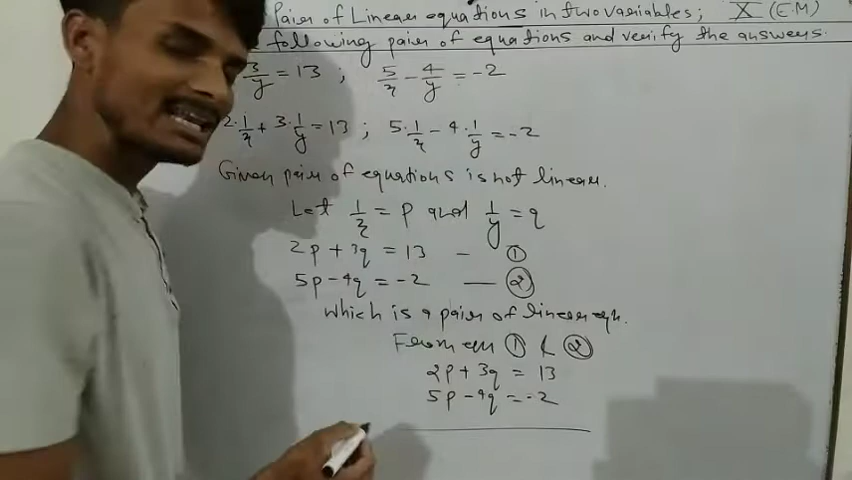 Pair of Linear equations in two variables; X (E.M)
following pair of equations and verify the answers.
3/y = 13 ; 5/x - 4/y = -2
2·1/x + 3·1/y = 13 ; 5·1/x - 4·1/y = -2
Given pair of equations is not linear.
Let 1/x = p and 1/y = q
2p + 3q = 13 — ①
5p - 4q = -2 — ②
which is a pair of linear eqn.
From eqn ① & ②
2p + 3q = 13
5p - 4q = -2